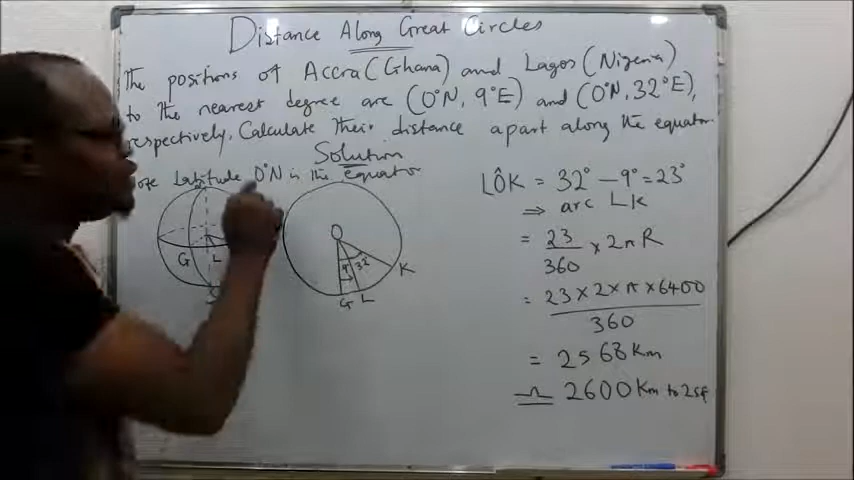 Distance Along Great Circles
The positions of Accra (Ghana) and Lagos (Nigeria)
to the nearest degree are (0°N, 9°E) and (0°N, 32°E),
respectively. Calculate their distance apart along the equator.
Solution
Latitude 0°N is the equator
LÔK = 32° - 9° = 23°
⇒ arc LK
= 23/360 × 2πR
= 23×2×π×6400
360
= 2568 Km
≏ 2600 Km to 2sf
G L
O
9 32
K
G L